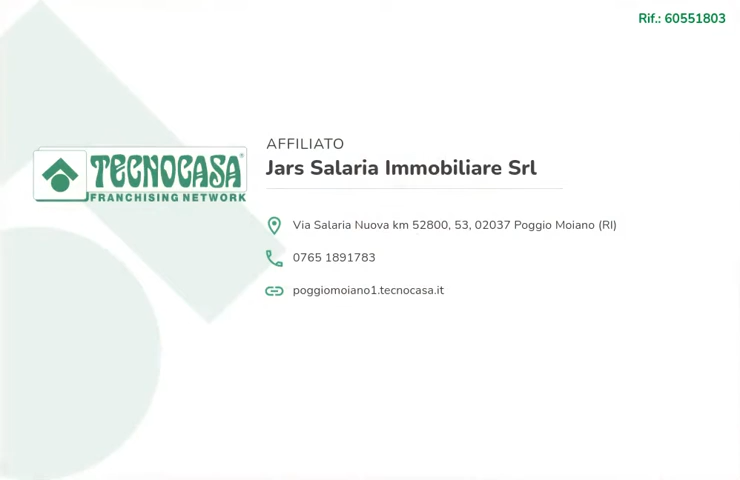 Rif.: 60551803
AFFILIATO
Jars Salaria Immobiliare Srl
TECNOCASA
FRANCHISING NETWORK
Via Salaria Nuova km 52800, 53, 02037 Poggio Moiano (RI)
0765 1891783
poggiomoiano1.tecnocasa.it